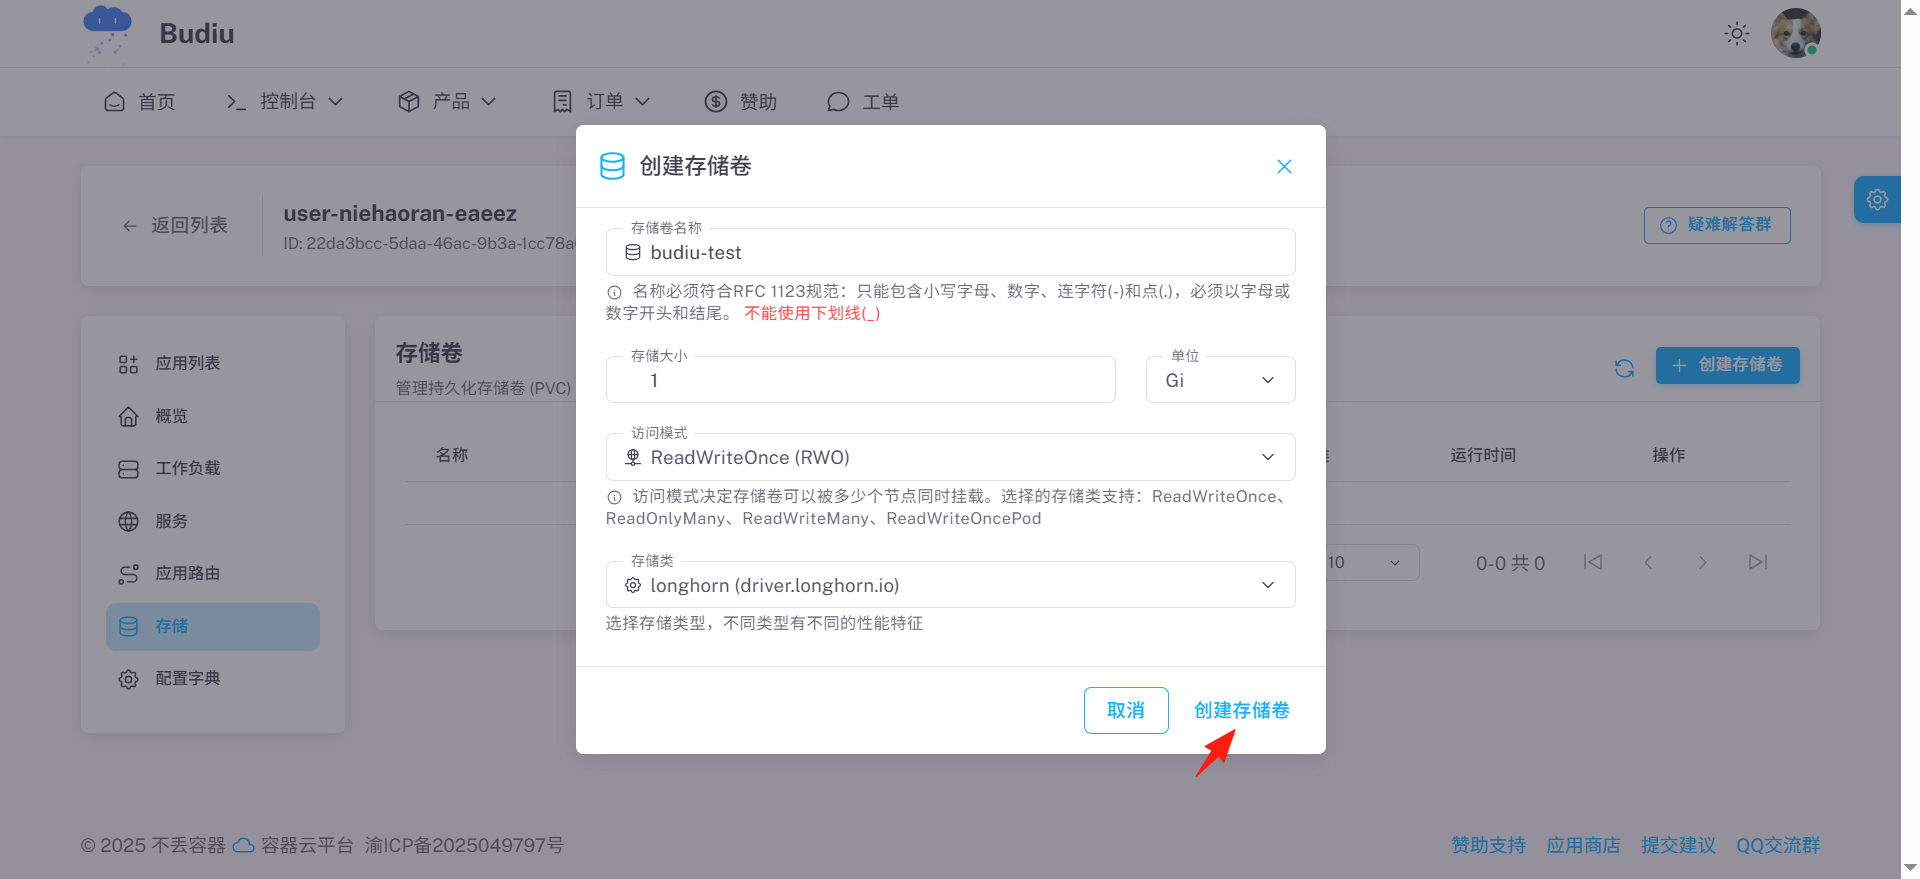 Budiu
首页
控制台
产品
订单
赞助
工单
返回列表
user-niehaoran-eaeez
ID: 22da3bcc-5daa-46ac-9b3a-1cc78a
疑难解答群
应用列表
概览
工作负载
服务
应用路由
存储
配置字典
存储卷
管理持久化存储卷 (PVC)
创建存储卷
名称
运行时间
操作
10
0-0 共 0
创建存储卷
存储卷名称
budiu-test
名称必须符合RFC 1123规范：只能包含小写字母、数字、连字符(-)和点(.)，必须以字母或
数字开头和结尾。 不能使用下划线(_)
存储大小
1
单位
Gi
访问模式
ReadWriteOnce (RWO)
访问模式决定存储卷可以被多少个节点同时挂载。选择的存储类支持：ReadWriteOnce、
ReadOnlyMany、ReadWriteMany、ReadWriteOncePod
存储类
longhorn (driver.longhorn.io)
选择存储类型，不同类型有不同的性能特征
取消
创建存储卷
© 2025 不丢容器 容器云平台 渝ICP备2025049797号
赞助支持 应用商店 提交建议 QQ交流群